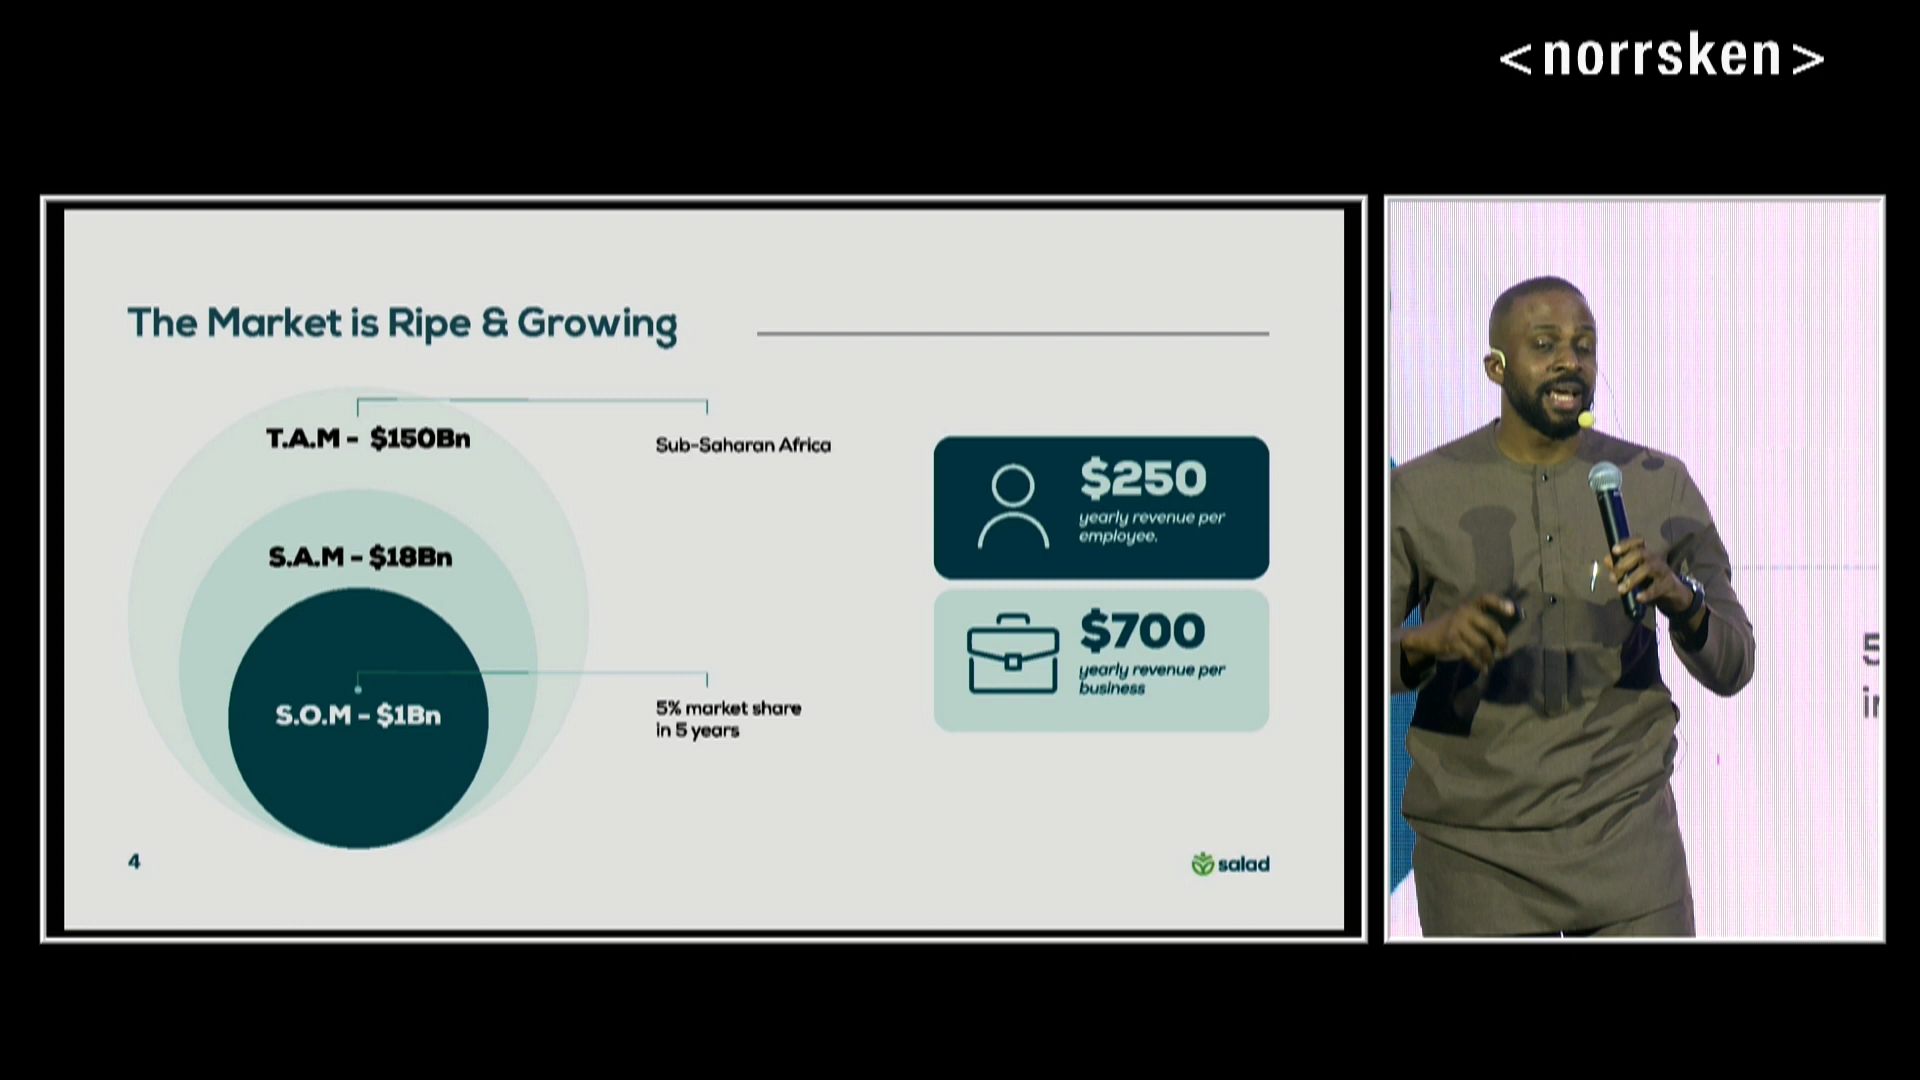 <norrsken>
The Market is Ripe & Growing
T.A.M - $150Bn
Sub-Saharan Africa
S.A.M - $18Bn
S.O.M - $1Bn
5% market share
in 5 years
$250
yearly revenue per
employee.
$700
yearly revenue per
business
4
salad
5